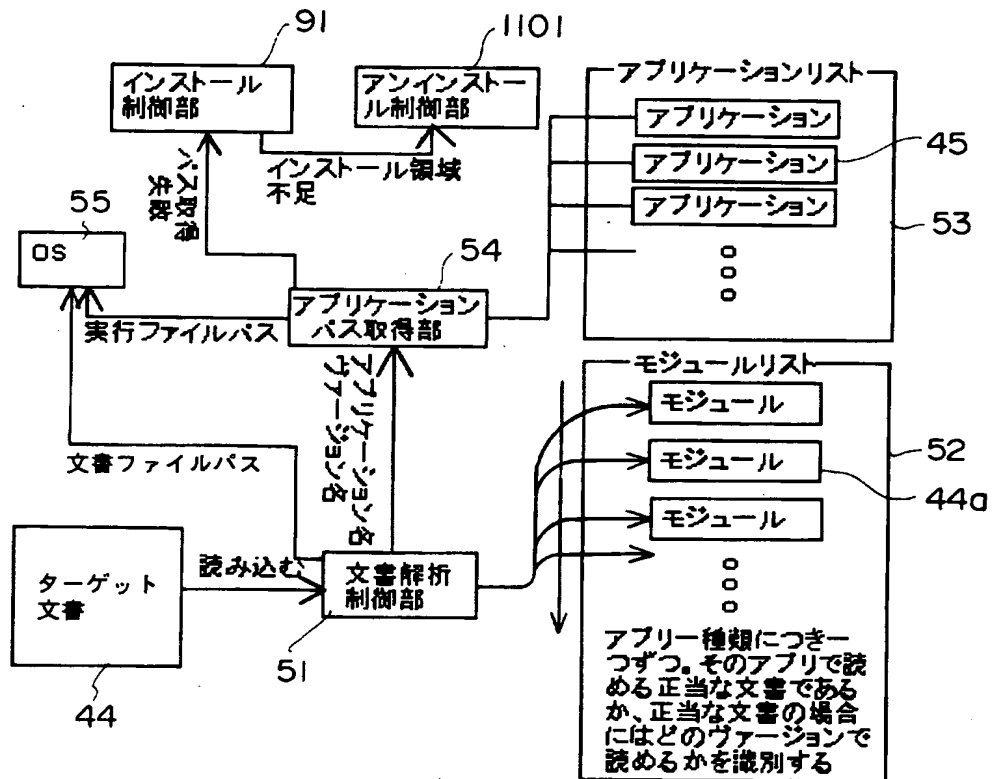 91
1101
インストール
制御部
アンインストー
ル制御部
アプリケーションリスト
アプリケーション
アプリケーション
アプリケーション
45
53
インストール領域
不足
パス取得
失敗
55
OS
54
アプリケーション
パス取得部
実行ファイルパス
アプリケーション名
ヴァージョン名
文書ファイルパス
モジュールリスト
モジュール
モジュール
モジュール
52
44a
ターゲット
文書
44
読み込む
文書解析
制御部
51
アプリ一種類につき一
つずつ。そのアプリで読
める正当な文書である
か、正当な文書の場合
にはどのヴァージョンで
読めるかを識別する